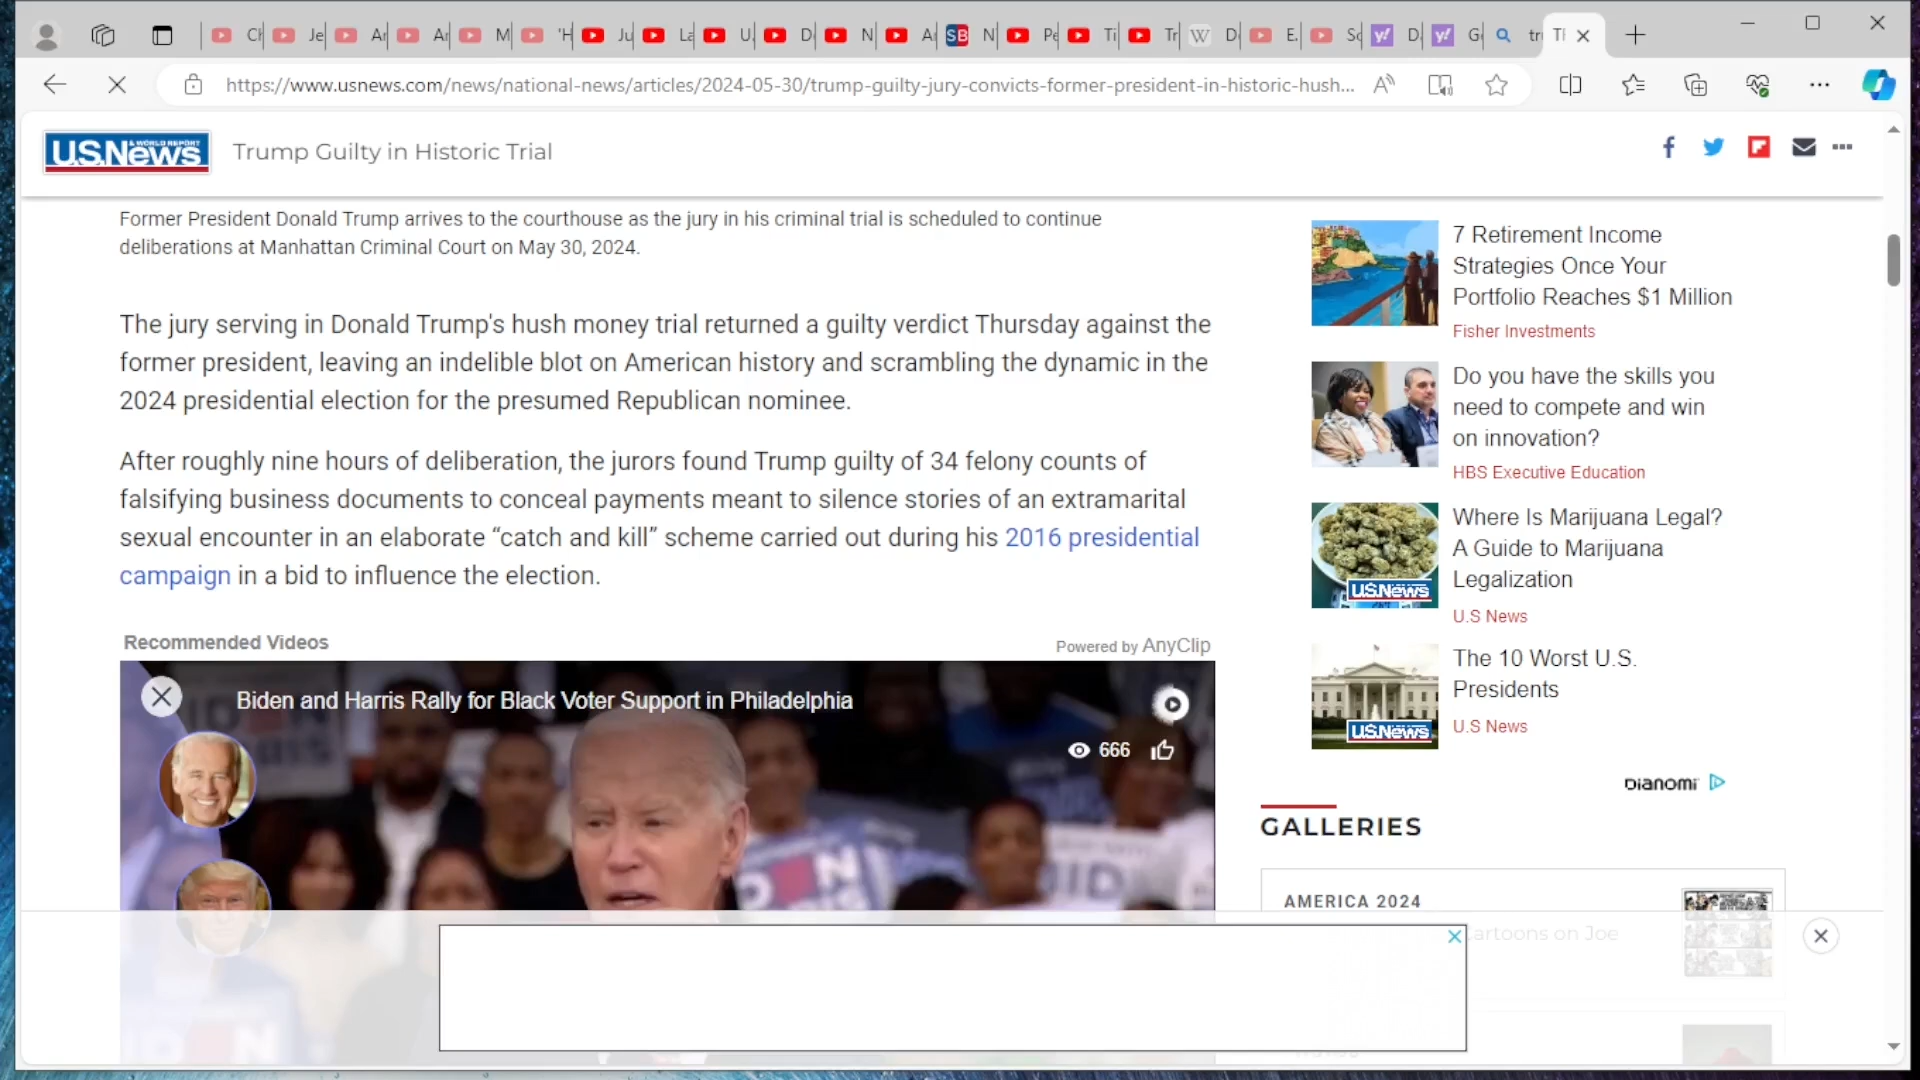 https://www.usnews.com/news/national-news/articles/2024-05-30/trump-guilty-jury-convicts-former-president-in-historic-hush...
U.S.News
& WORLD REPORT
Trump Guilty in Historic Trial
Former President Donald Trump arrives to the courthouse as the jury in his criminal trial is scheduled to continue
deliberations at Manhattan Criminal Court on May 30, 2024.
The jury serving in Donald Trump's hush money trial returned a guilty verdict Thursday against the
former president, leaving an indelible blot on American history and scrambling the dynamic in the
2024 presidential election for the presumed Republican nominee.
After roughly nine hours of deliberation, the jurors found Trump guilty of 34 felony counts of
falsifying business documents to conceal payments meant to silence stories of an extramarital
sexual encounter in an elaborate “catch and kill” scheme carried out during his 2016 presidential
campaign in a bid to influence the election.
Recommended Videos
Powered by AnyClip
Biden and Harris Rally for Black Voter Support in Philadelphia
666
7 Retirement Income
Strategies Once Your
Portfolio Reaches $1 Million
Fisher Investments
Do you have the skills you
need to compete and win
on innovation?
HBS Executive Education
Where Is Marijuana Legal?
A Guide to Marijuana
Legalization
U.S News
U.S.News
The 10 Worst U.S.
Presidents
U.S News
U.S.News
DIANOMI
GALLERIES
AMERICA 2024
artoons on Joe